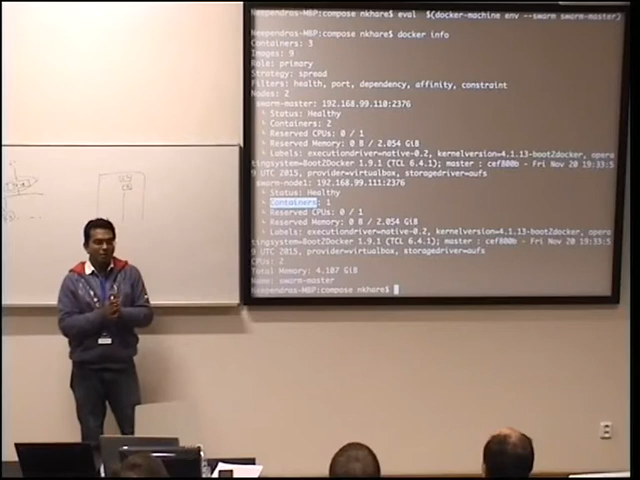 Neependras-MBP:compose nkhare$ eval $(docker-machine env --swarm swarm-master)
Neependras-MBP:compose nkhare$ docker info
Containers: 3
Images: 9
Role: primary
Strategy: spread
Filters: health, port, dependency, affinity, constraint
Nodes: 2
swarm-master: 192.168.99.110:2376
└ Status: Healthy
└ Containers: 2
└ Reserved CPUs: 0 / 1
└ Reserved Memory: 0 B / 2.054 GiB
└ Labels: executiondriver=native-0.2, kernelversion=4.1.13-boot2docker, opera
tingsystem=Boot2Docker 1.9.1 (TCL 6.4.1); master : cef800b - Fri Nov 20 19:33:5
9 UTC 2015, provider=virtualbox, storagedriver=aufs
swarm-node1: 192.168.99.111:2376
└ Status: Healthy
└ Containers: 1
└ Reserved CPUs: 0 / 1
└ Reserved Memory: 0 B / 2.054 GiB
└ Labels: executiondriver=native-0.2, kernelversion=4.1.13-boot2docker, opera
tingsystem=Boot2Docker 1.9.1 (TCL 6.4.1); master : cef800b - Fri Nov 20 19:33:5
9 UTC 2015, provider=virtualbox, storagedriver=aufs
CPUs: 2
Total Memory: 4.107 GiB
Name: swarm-master
Neependras-MBP:compose nkhare$